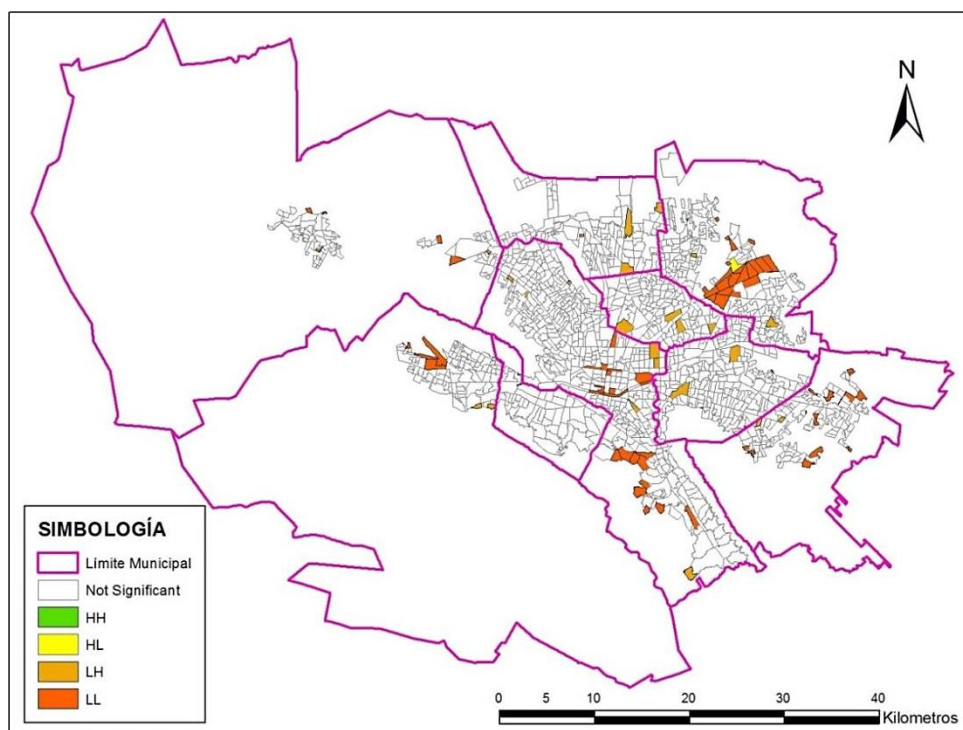 N
SIMBOLOGÍA
Límite Municipal
Not Significant
HH
HL
LH
LL
0 5 10 20 30 40
Kilometros